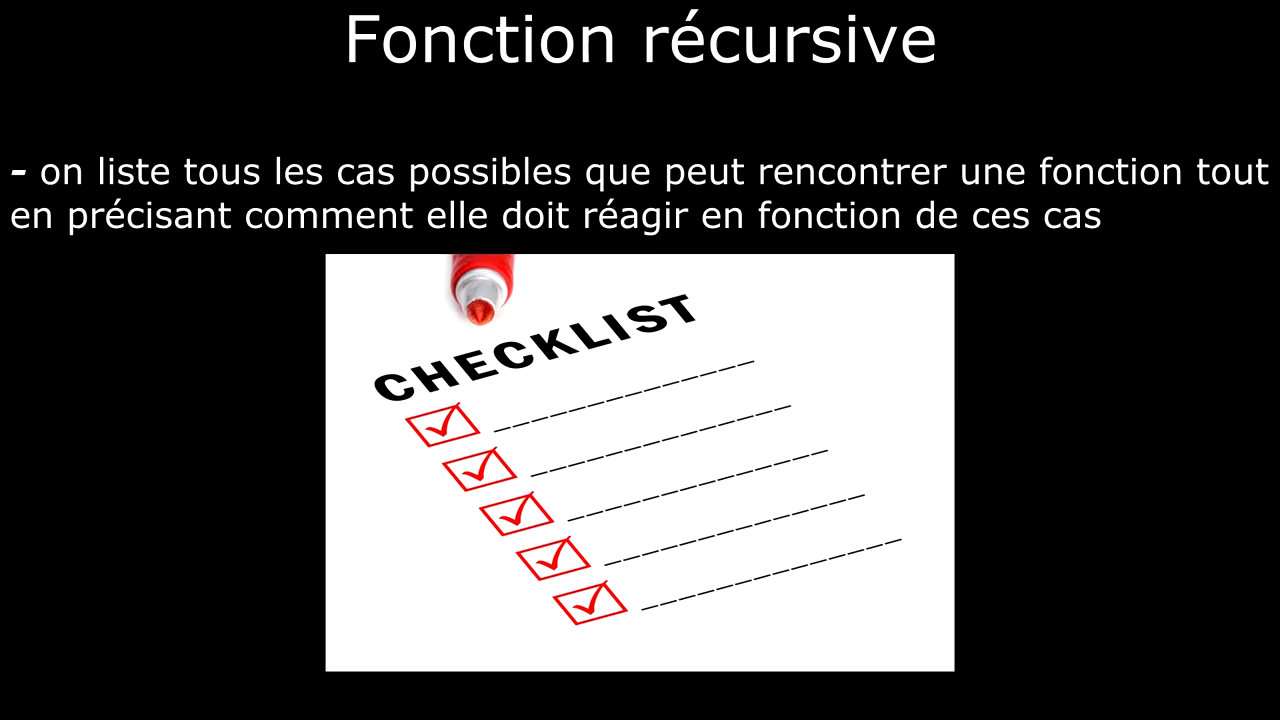 Fonction récursive
- on liste tous les cas possibles que peut rencontrer une fonction tout
en précisant comment elle doit réagir en fonction de ces cas
CHECKLIST